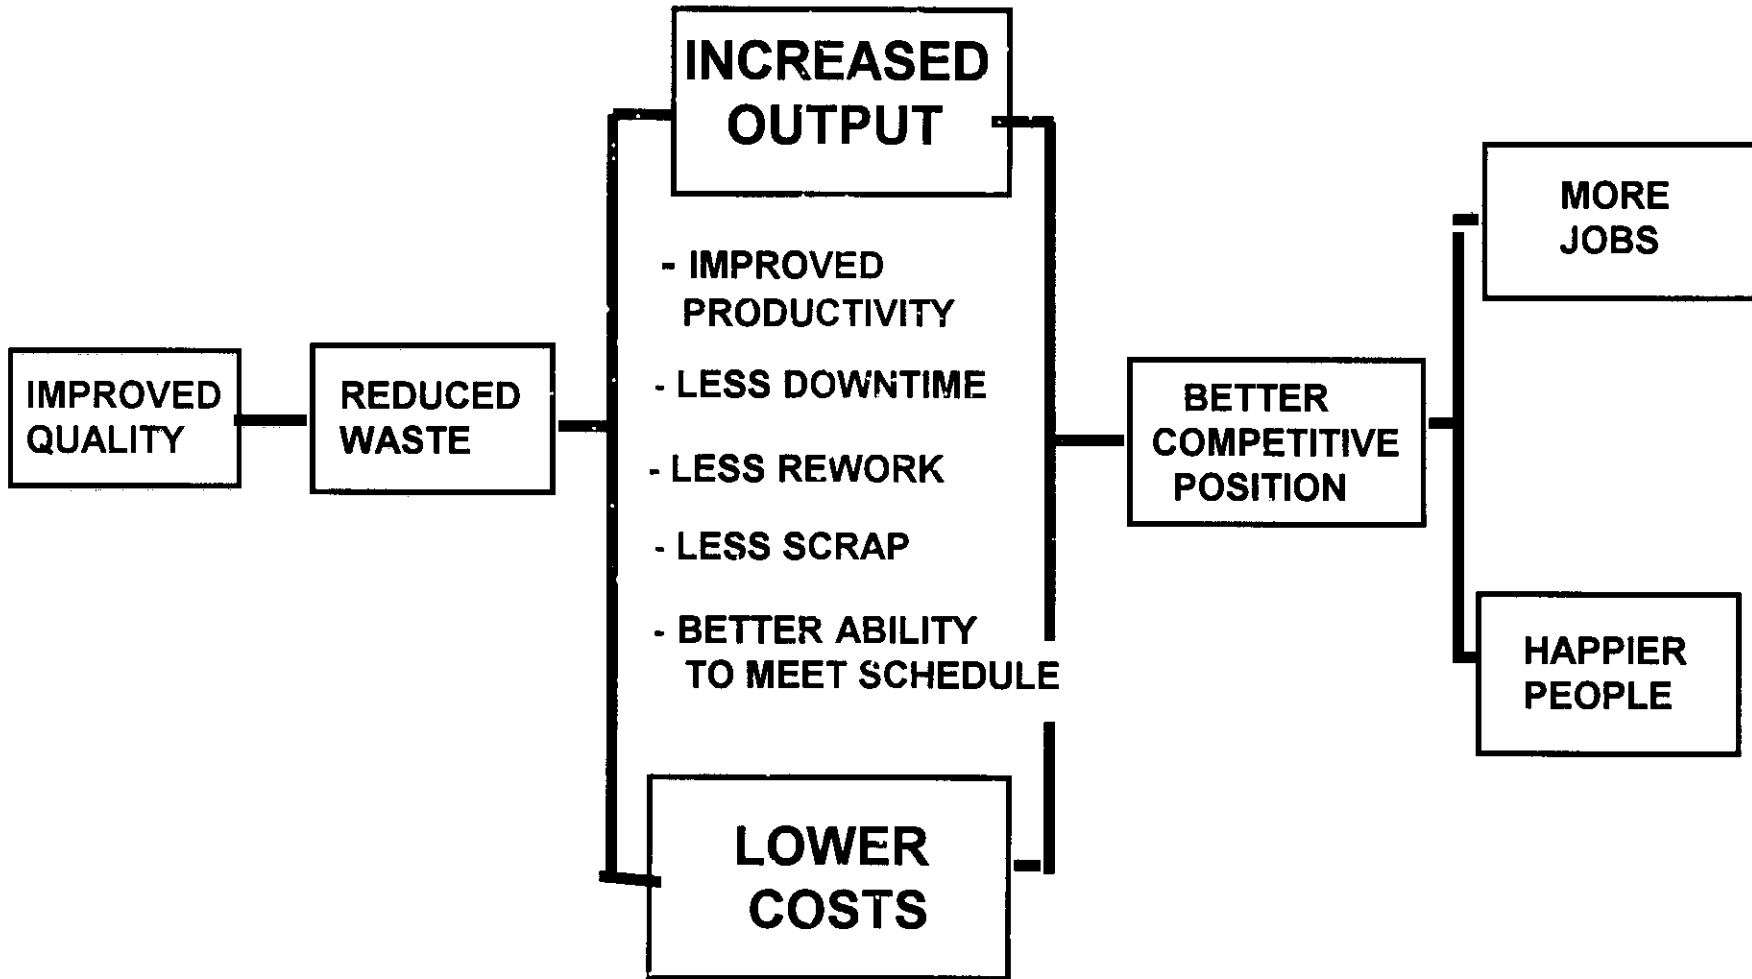 IMPROVED
QUALITY
REDUCED
WASTE
INCREASED
OUTPUT
- IMPROVED
PRODUCTIVITY
- LESS DOWNTIME
- LESS REWORK
- LESS SCRAP
- BETTER ABILITY
TO MEET SCHEDULE
LOWER
COSTS
BETTER
COMPETITIVE
POSITION
MORE
JOBS
HAPPIER
PEOPLE